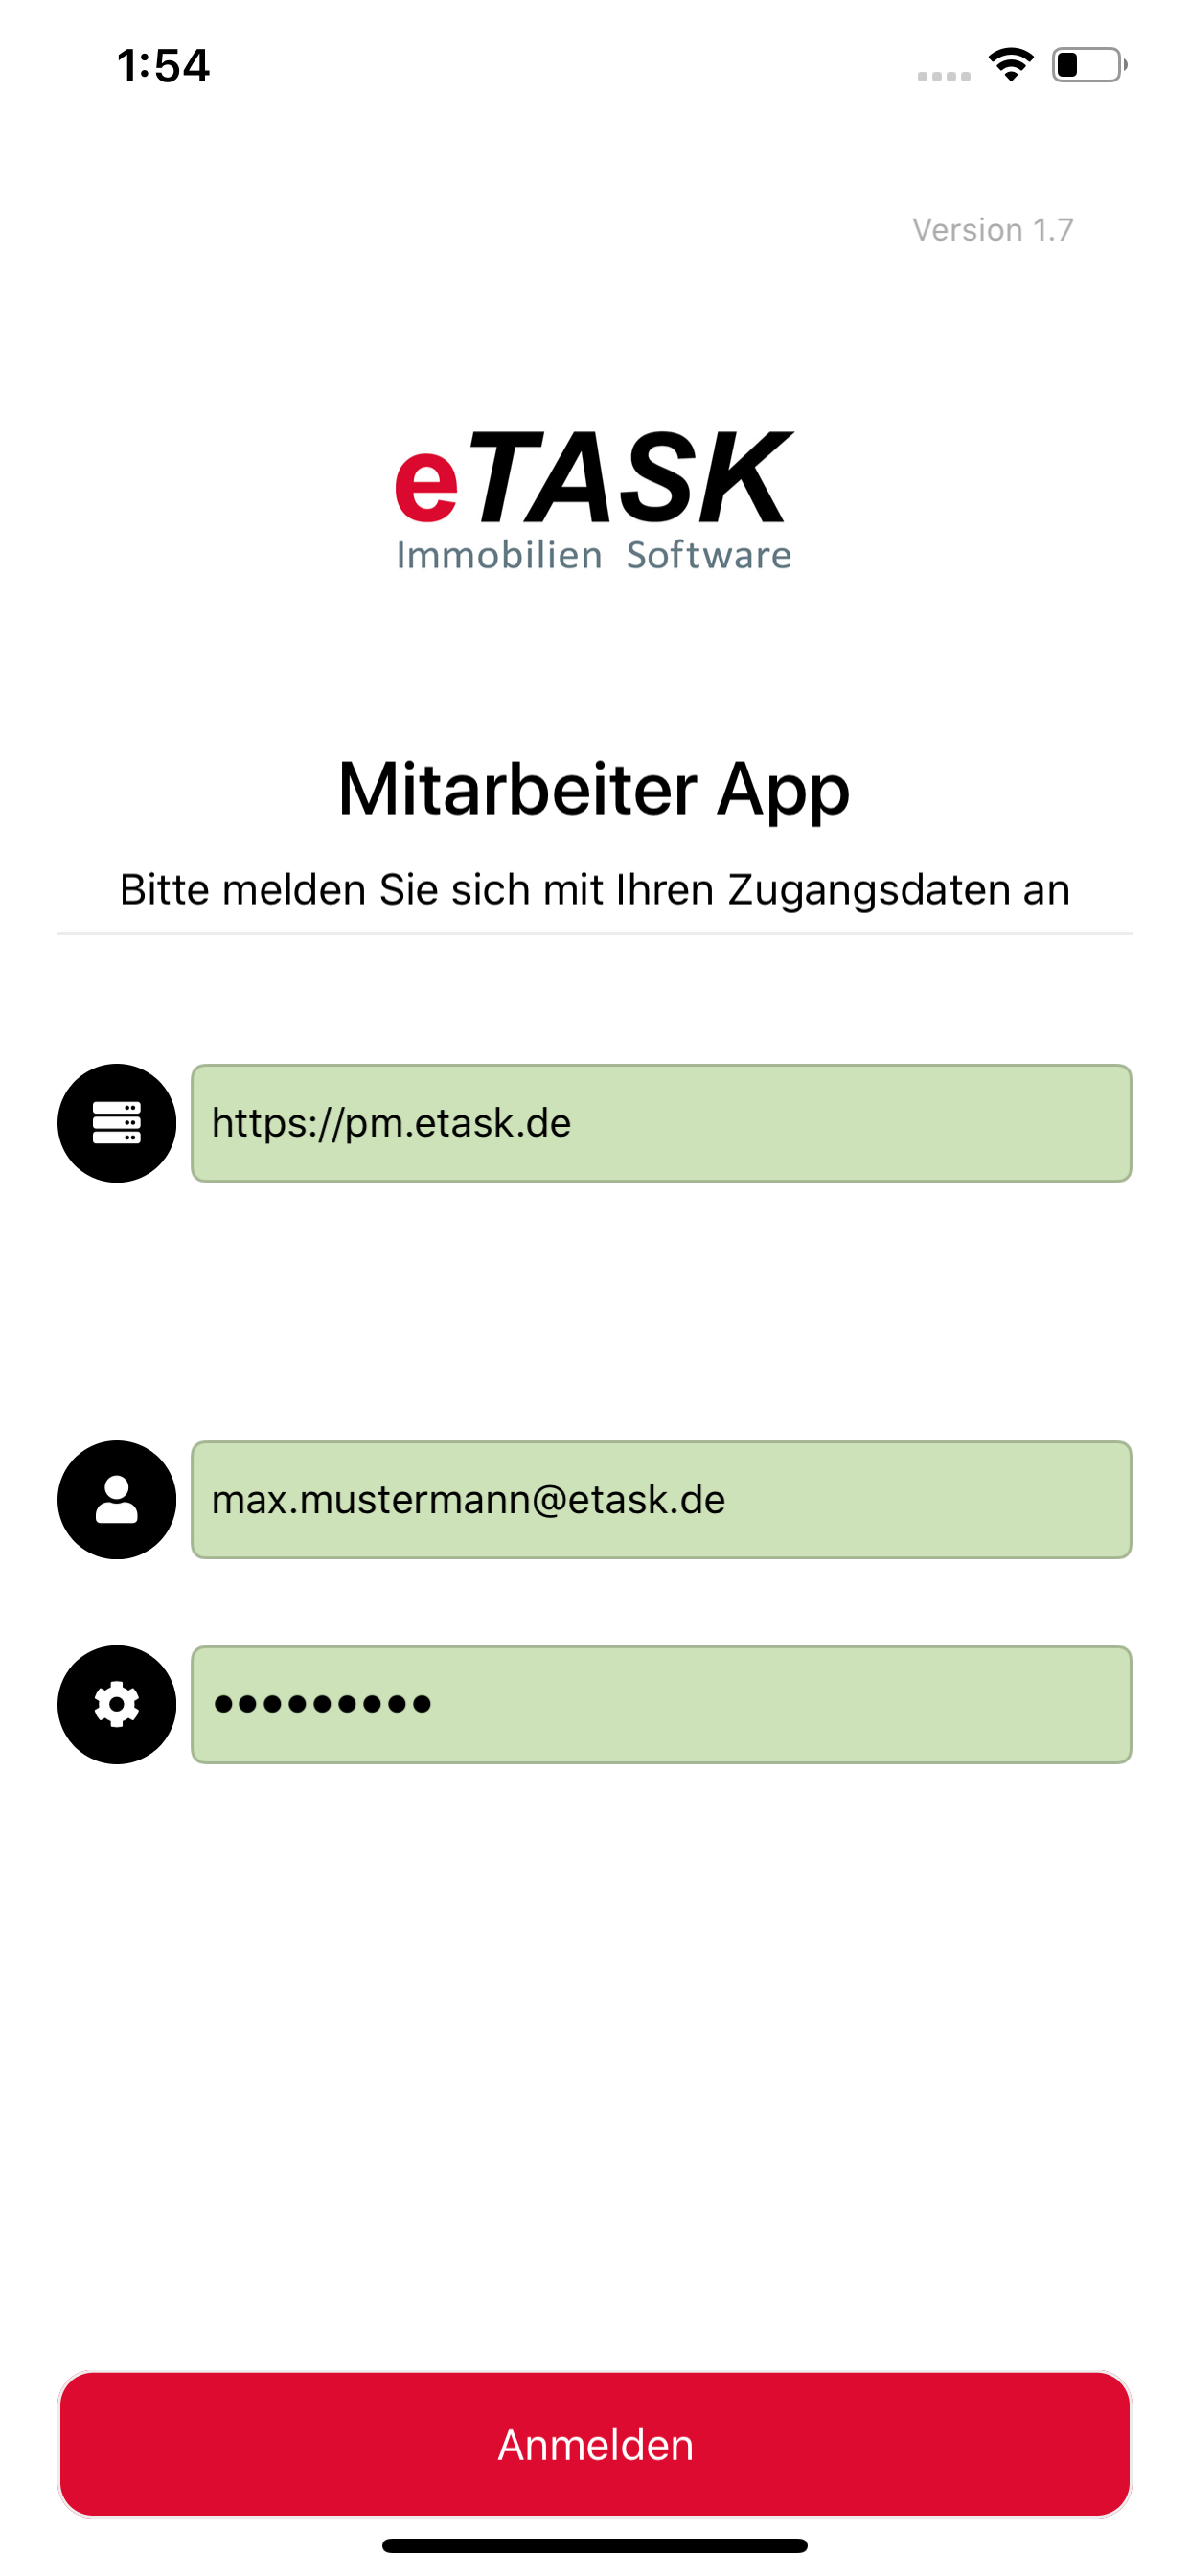 1:54
Version 1.7
eTASK
Immobilien Software
Mitarbeiter App
Bitte melden Sie sich mit Ihren Zugangsdaten an
https://pm.etask.de
max.mustermann@etask.de
•••••••••
Anmelden